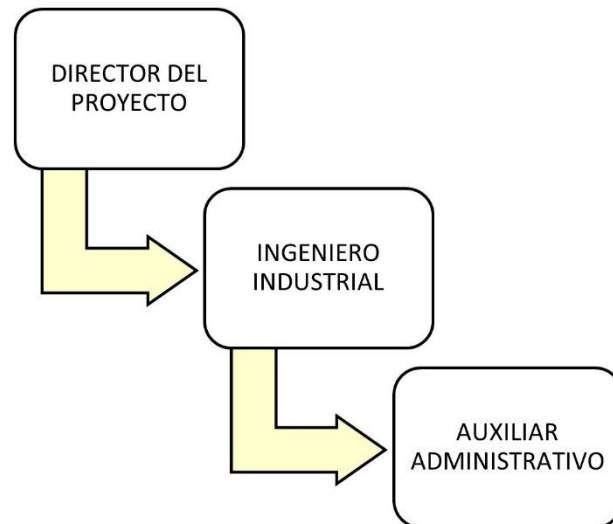 DIRECTOR DEL
PROYECTO
INGENIERO
INDUSTRIAL
AUXILIAR
ADMINISTRATIVO